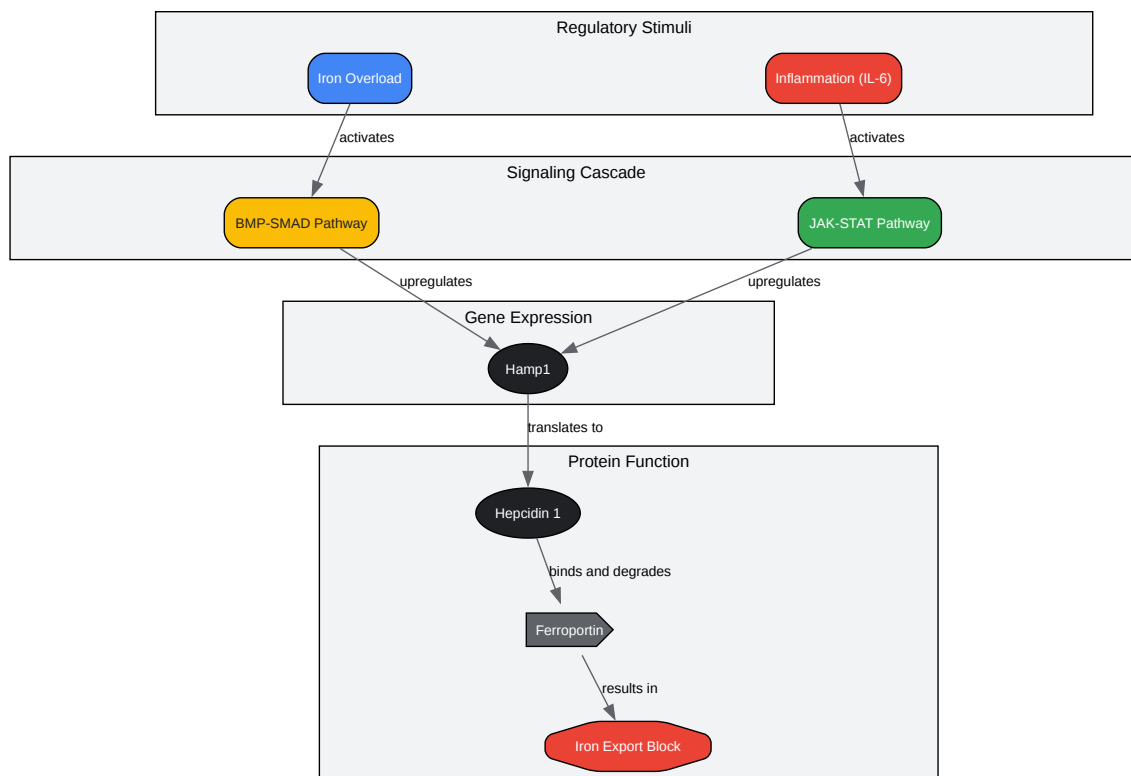 Regulatory Stimuli
Iron Overload
Inflammation (IL-6)
activates
activates
Signaling Cascade
BMP-SMAD Pathway
JAK-STAT Pathway
upregulates
upregulates
Gene Expression
Hamp1
translates to
Protein Function
Hepcidin 1
binds and degrades
Ferroportin
results in
Iron Export Block